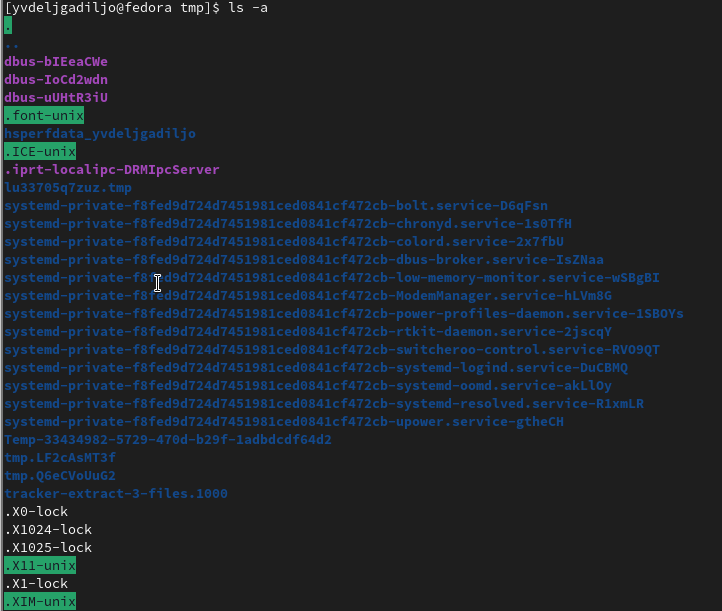 [yvdeljgadiljo@fedora tmp]$ ls -a
.
..
dbus-bIEeaCWe
dbus-IoCd2wdn
dbus-uUHtR3iU
.font-unix
hsperfdata_yvdeljgadiljo
.ICE-unix
.iprt-localipc-DRMIpcServer
lu33705q7zuz.tmp
systemd-private-f8fed9d724d7451981ced0841cf472cb-bolt.service-D6qFsn
systemd-private-f8fed9d724d7451981ced0841cf472cb-chronyd.service-1s0TfH
systemd-private-f8fed9d724d7451981ced0841cf472cb-colord.service-2x7fbU
systemd-private-f8fed9d724d7451981ced0841cf472cb-dbus-broker.service-IsZNaa
systemd-private-f8fed9d724d7451981ced0841cf472cb-low-memory-monitor.service-wSBgBI
systemd-private-f8fed9d724d7451981ced0841cf472cb-ModemManager.service-hLVm8G
systemd-private-f8fed9d724d7451981ced0841cf472cb-power-profiles-daemon.service-1SBOYs
systemd-private-f8fed9d724d7451981ced0841cf472cb-rtkit-daemon.service-2jscqY
systemd-private-f8fed9d724d7451981ced0841cf472cb-switcheroo-control.service-RVO9QT
systemd-private-f8fed9d724d7451981ced0841cf472cb-systemd-logind.service-DuCBMQ
systemd-private-f8fed9d724d7451981ced0841cf472cb-systemd-oomd.service-akLlOy
systemd-private-f8fed9d724d7451981ced0841cf472cb-systemd-resolved.service-R1xmLR
systemd-private-f8fed9d724d7451981ced0841cf472cb-upower.service-gtheCH
Temp-33434982-5729-470d-b29f-1adbdcdf64d2
tmp.LF2cAsMT3f
tmp.Q6eCVoUuG2
tracker-extract-3-files.1000
.X0-lock
.X1024-lock
.X1025-lock
.X11-unix
.X1-lock
.XIM-unix